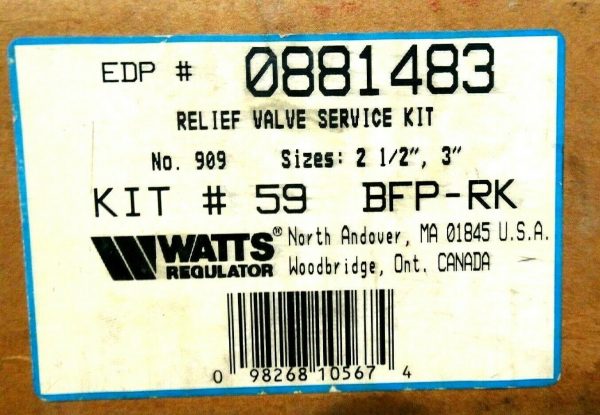 EDP # 0881483
RELIEF VALVE SERVICE KIT
No. 909 Sizes: 2 1/2", 3"
KIT # 59 BFP-RK
WATTS® North Andover, MA 01845 U.S.A.
REGULATOR Woodbridge, Ont. CANADA
0 98268 10567 4